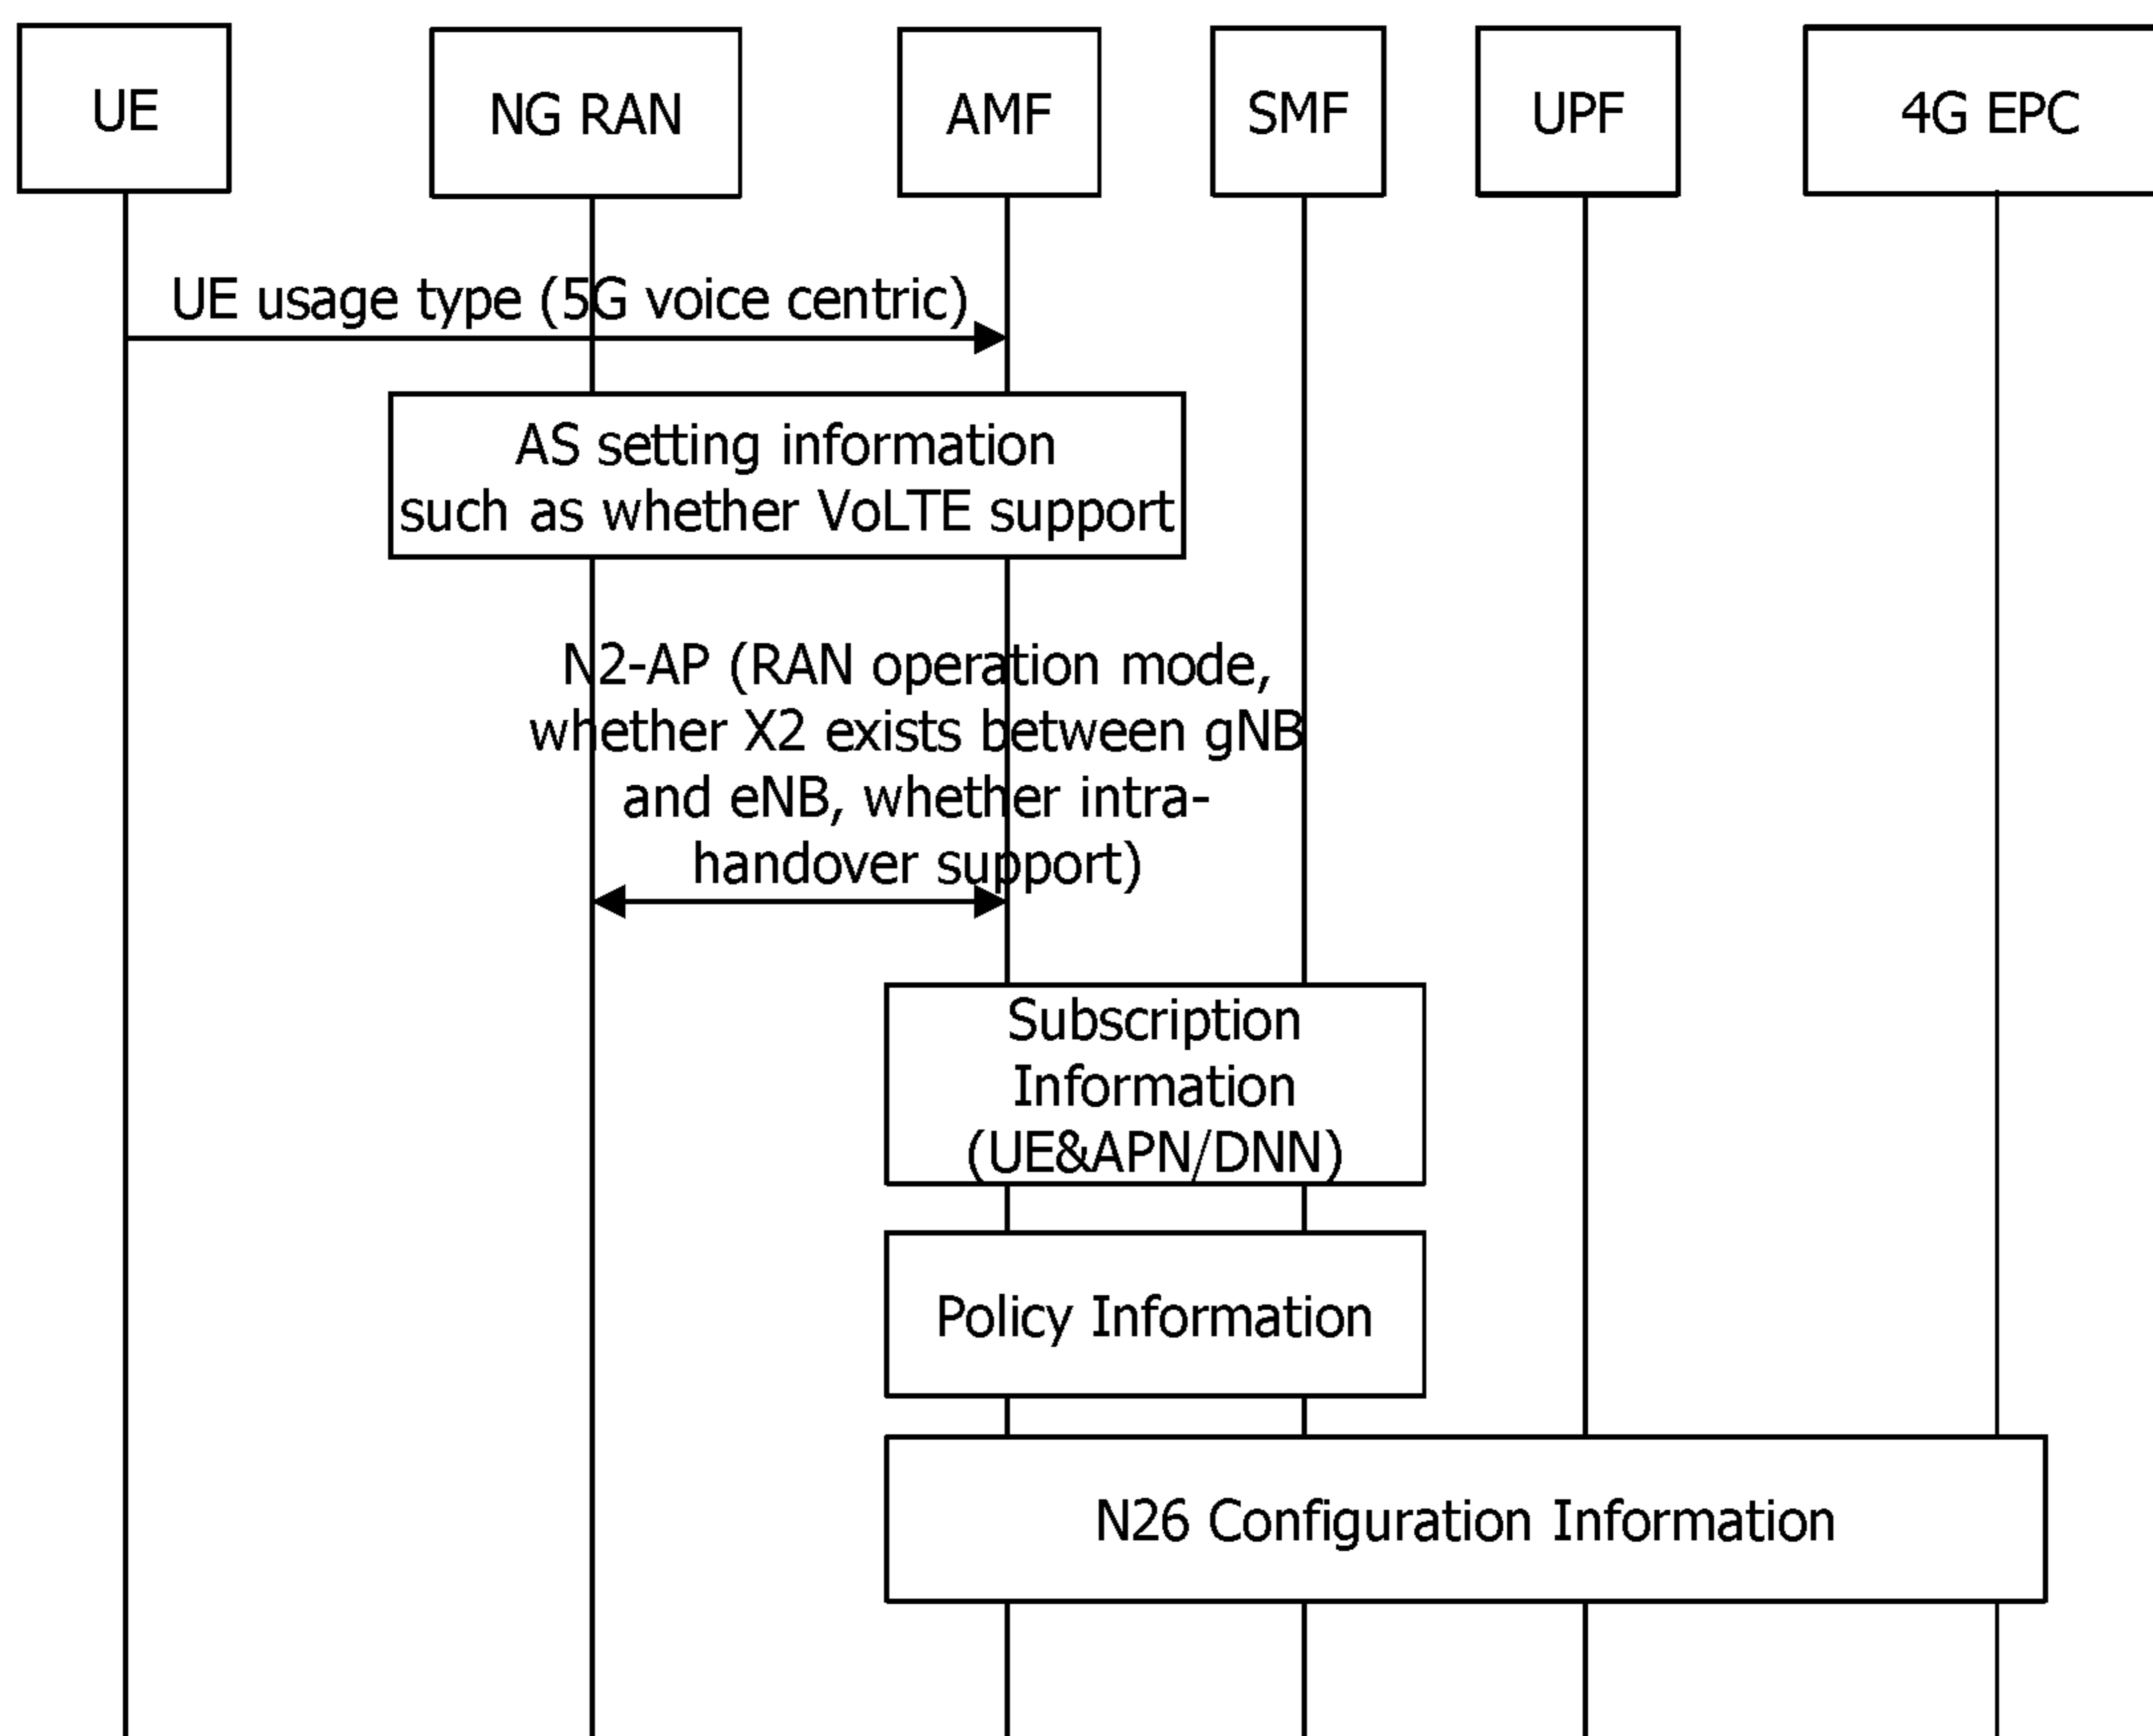 UE
NG RAN
AMF
SMF
UPF
4G EPC
UE usage type (5G voice centric)
AS setting information
such as whether VoLTE support
N2-AP (RAN operation mode,
whether X2 exists between gNB
and eNB, whether intra-
handover support)
Subscription
Information
(UE&APN/DNN)
Policy Information
N26 Configuration Information